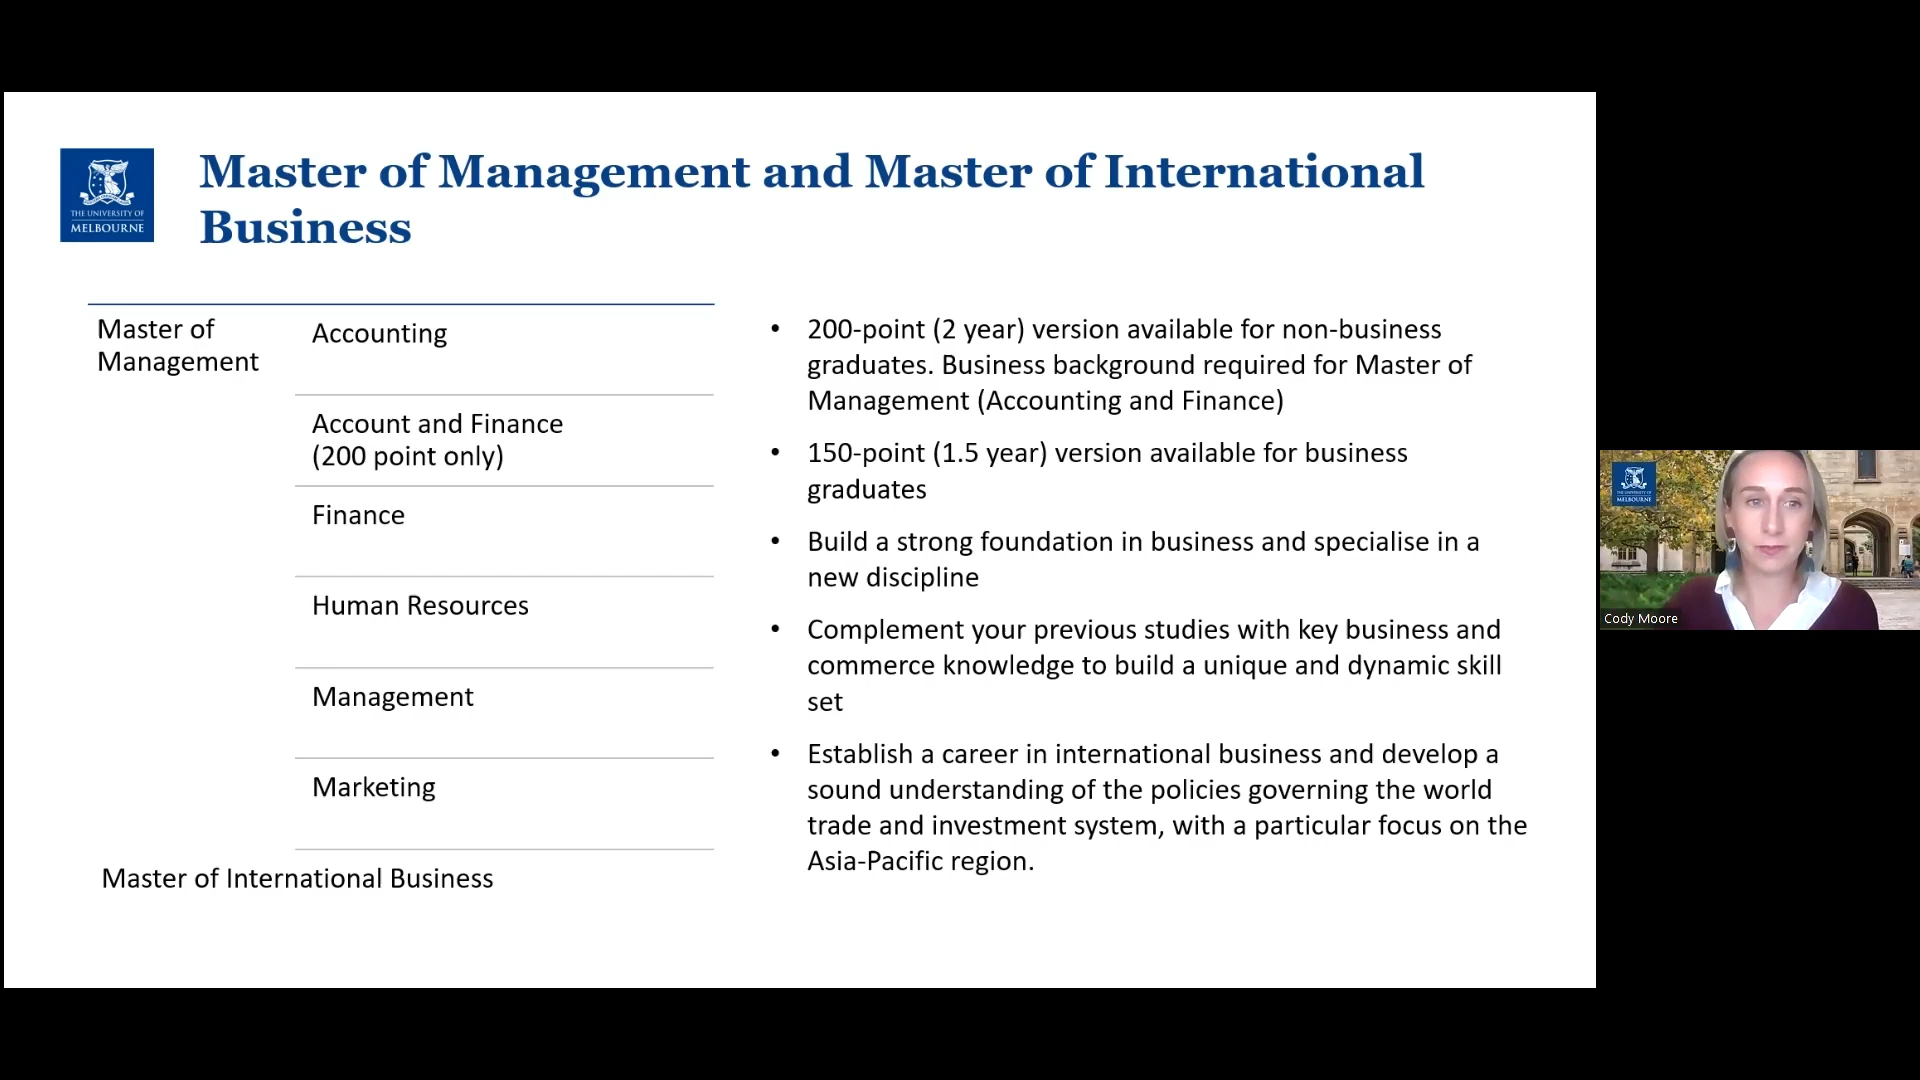 THE UNIVERSITY OF
MELBOURNE
Master of Management and Master of International
Business
Master of
Management
Accounting
Account and Finance
(200 point only)
Finance
Human Resources
Management
Marketing
Master of International Business
• 200-point (2 year) version available for non-business
graduates. Business background required for Master of
Management (Accounting and Finance)
• 150-point (1.5 year) version available for business
graduates
• Build a strong foundation in business and specialise in a
new discipline
• Complement your previous studies with key business and
commerce knowledge to build a unique and dynamic skill
set
• Establish a career in international business and develop a
sound understanding of the policies governing the world
trade and investment system, with a particular focus on the
Asia-Pacific region.
THE UNIVERSITY OF
MELBOURNE
Cody Moore